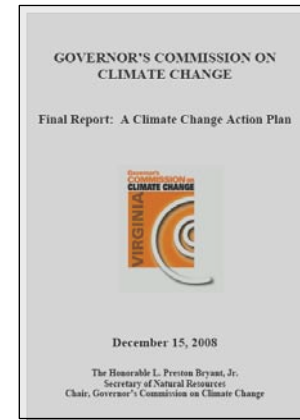 GOVERNOR'S COMMISSION ON
CLIMATE CHANGE
Final Report: A Climate Change Action Plan
Governor's
COMMISSION on
CLIMATE CHANGE
VIRGINIA
December 15, 2008
The Honorable L. Preston Bryant, Jr.
Secretary of Natural Resources
Chair, Governor's Commission on Climate Change